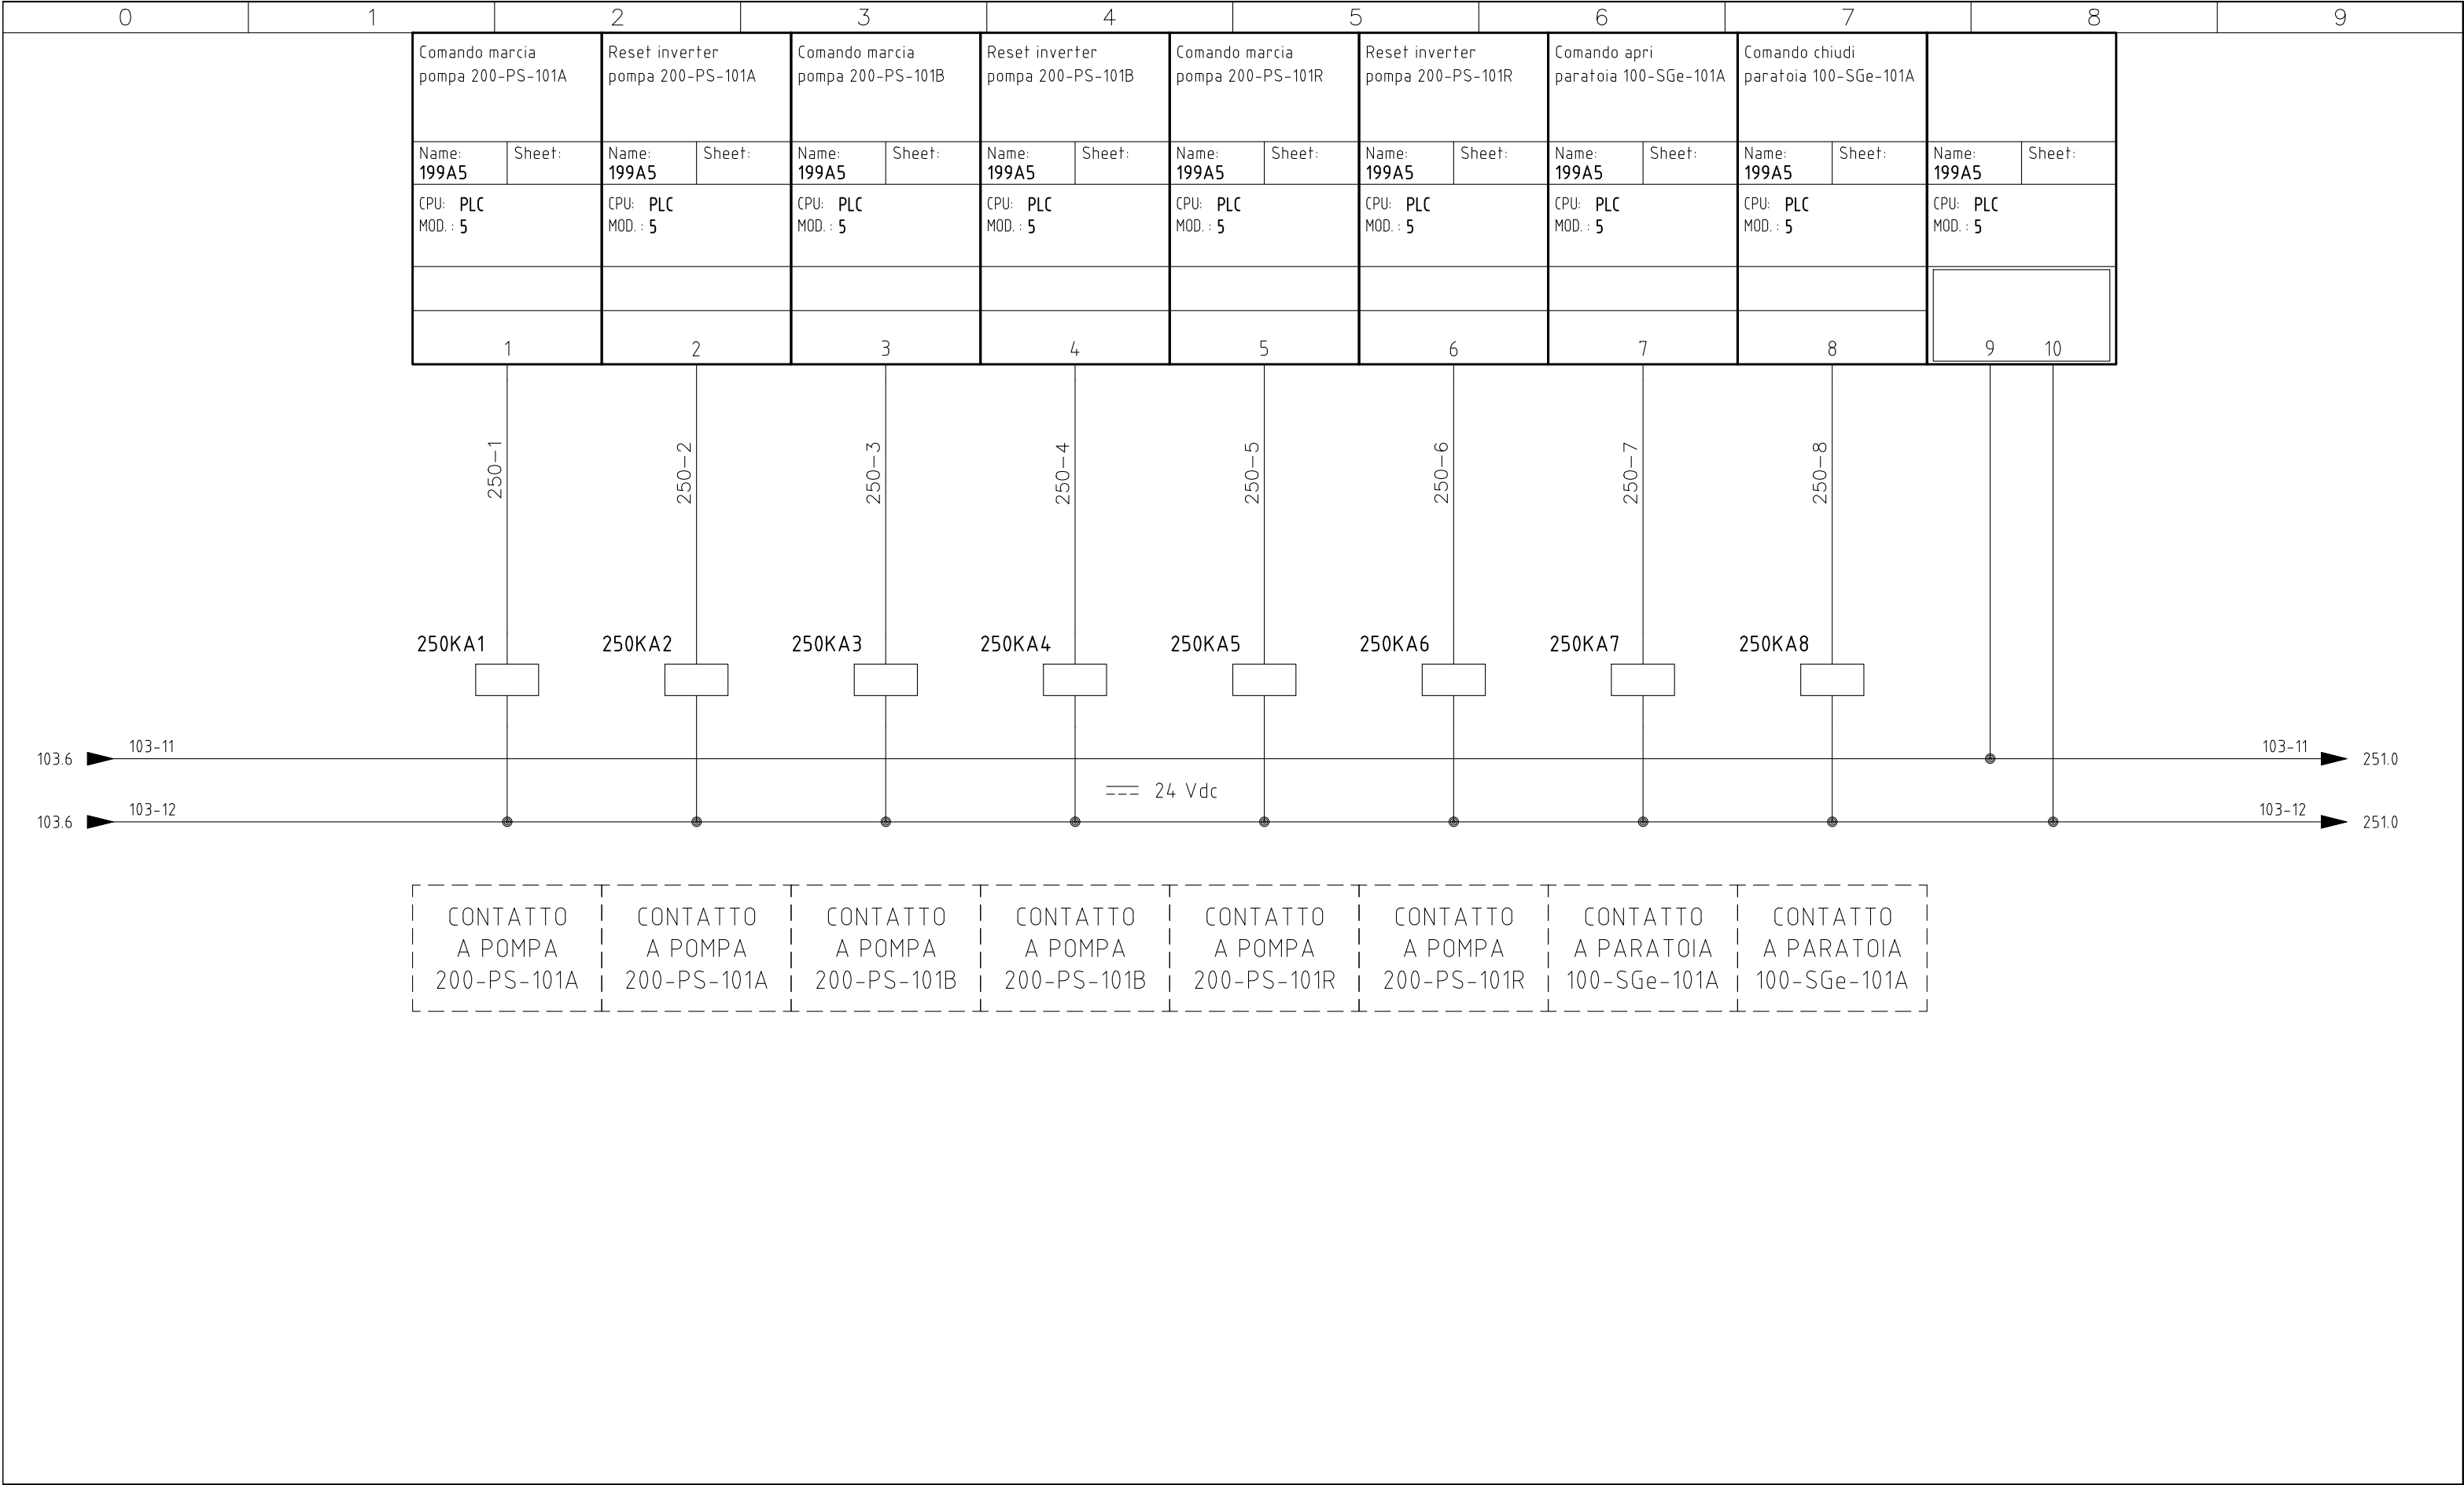 0 1 2 3 4 5 6 7 8 9
Comando marcia
pompa 200-PS-101A
Reset inverter
pompa 200-PS-101A
Comando marcia
pompa 200-PS-101B
Reset inverter
pompa 200-PS-101B
Comando marcia
pompa 200-PS-101R
Reset inverter
pompa 200-PS-101R
Comando apri
paratoia 100-SGe-101A
Comando chiudi
paratoia 100-SGe-101A
Name: Sheet: Name: Sheet: Name: Sheet: Name: Sheet: Name: Sheet: Name: Sheet: Name: Sheet: Name: Sheet: Name: Sheet:
199A5 199A5 199A5 199A5 199A5 199A5 199A5 199A5 199A5
CPU: PLC CPU: PLC CPU: PLC CPU: PLC CPU: PLC CPU: PLC CPU: PLC CPU: PLC CPU: PLC
MOD. : 5 MOD. : 5 MOD. : 5 MOD. : 5 MOD. : 5 MOD. : 5 MOD. : 5 MOD. : 5 MOD. : 5
1 2 3 4 5 6 7 8 9 10
250-1 250-2 250-3 250-4 250-5 250-6 250-7 250-8
250KA1 250KA2 250KA3 250KA4 250KA5 250KA6 250KA7 250KA8
103-11 103-11
103.6 251.0
24 Vdc
103-12 103-12
103.6 251.0
CONTATTO
A POMPA
200-PS-101A
CONTATTO
A POMPA
200-PS-101A
CONTATTO
A POMPA
200-PS-101B
CONTATTO
A POMPA
200-PS-101B
CONTATTO
A POMPA
200-PS-101R
CONTATTO
A POMPA
200-PS-101R
CONTATTO
A PARATOIA
100-SGe-101A
CONTATTO
A PARATOIA
100-SGe-101A